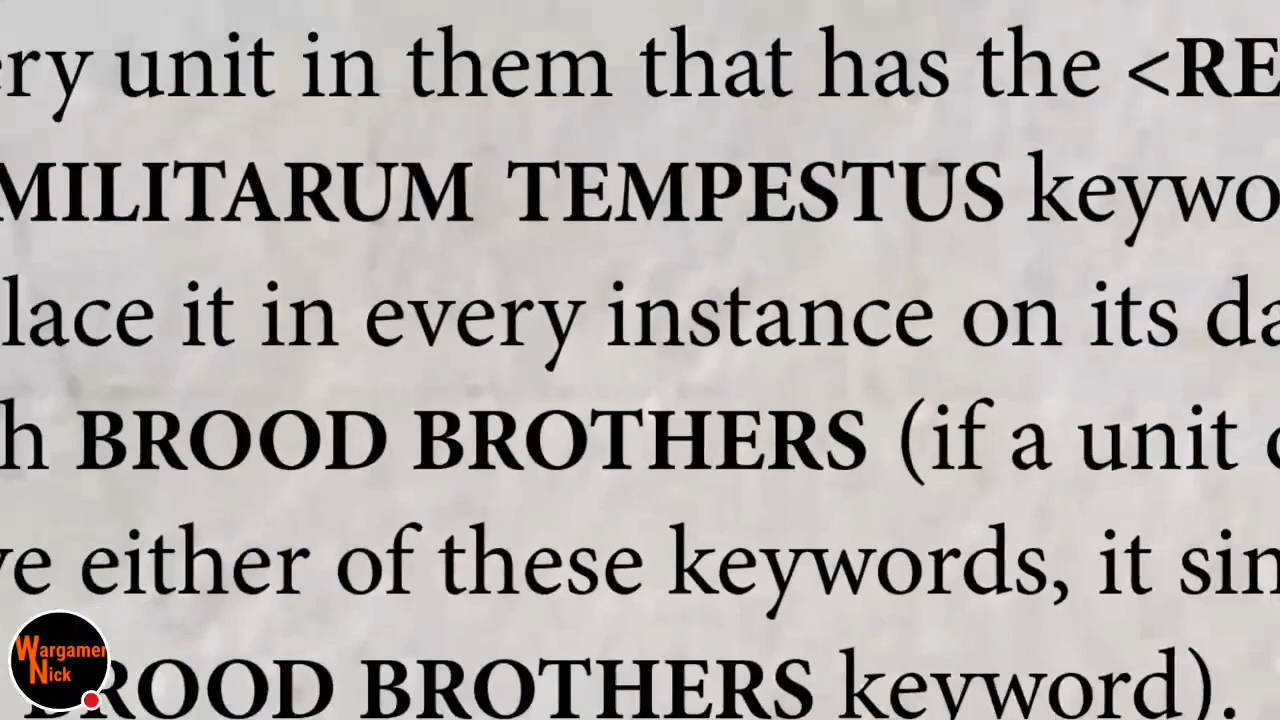 ery unit in them that has the <RE
MILITARUM TEMPESTUS keywo
lace it in every instance on its da
h BROOD BROTHERS (if a unit
ve either of these keywords, it sin
BROOD BROTHERS keyword).
Wargamer
Nick